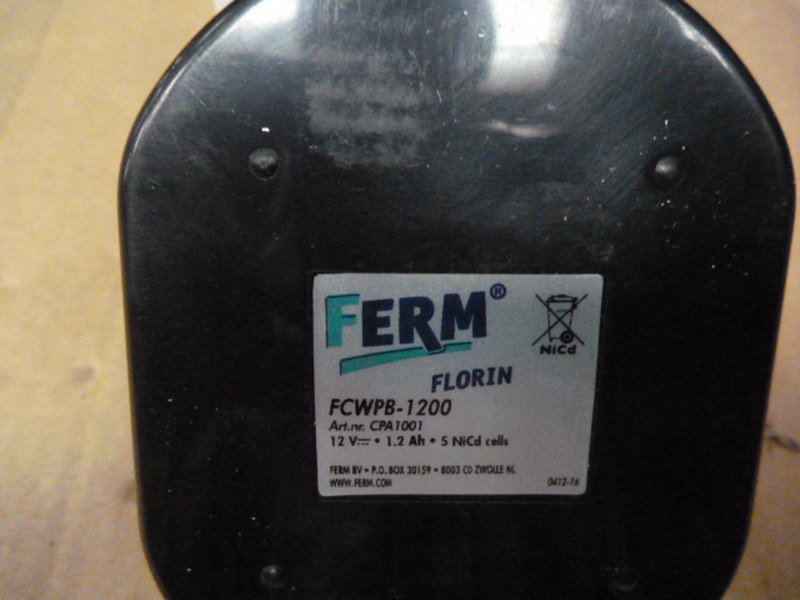 FERM®
NiCd
FLORIN
FCWPB-1200
Art.nr. CPA1001
12 V⎓ • 1.2 Ah • 5 NiCd cells
FERM BV • P.O. BOX 30159 • 8003 CD ZWOLLE NL
WWW.FERM.COM 0412-16